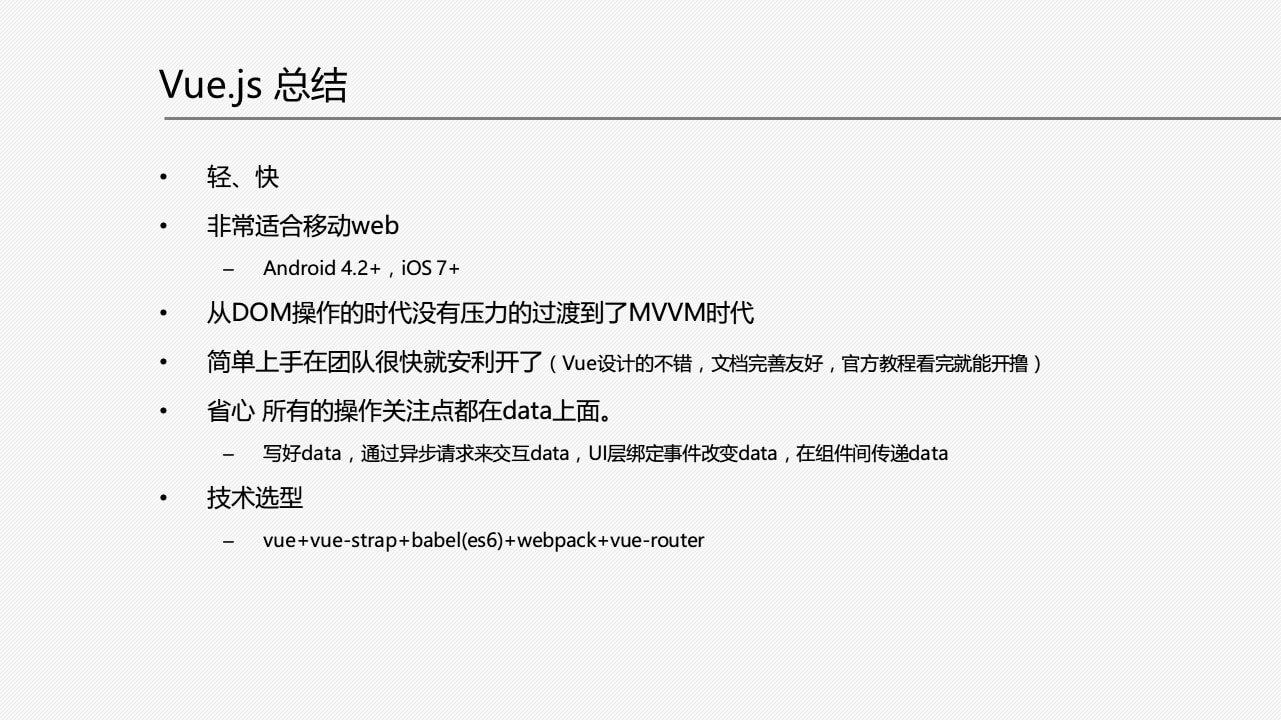 Vue.js 总结
• 轻、快
• 非常适合移动web
– Android 4.2+，iOS 7+
• 从DOM操作的时代没有压力的过渡到了MVVM时代
• 简单上手在团队很快就安利开了（Vue设计的不错，文档完善友好，官方教程看完就能开撸）
• 省心 所有的操作关注点都在data上面。
– 写好data，通过异步请求来交互data，UI层绑定事件改变data，在组件间传递data
• 技术选型
– vue+vue-strap+babel(es6)+webpack+vue-router